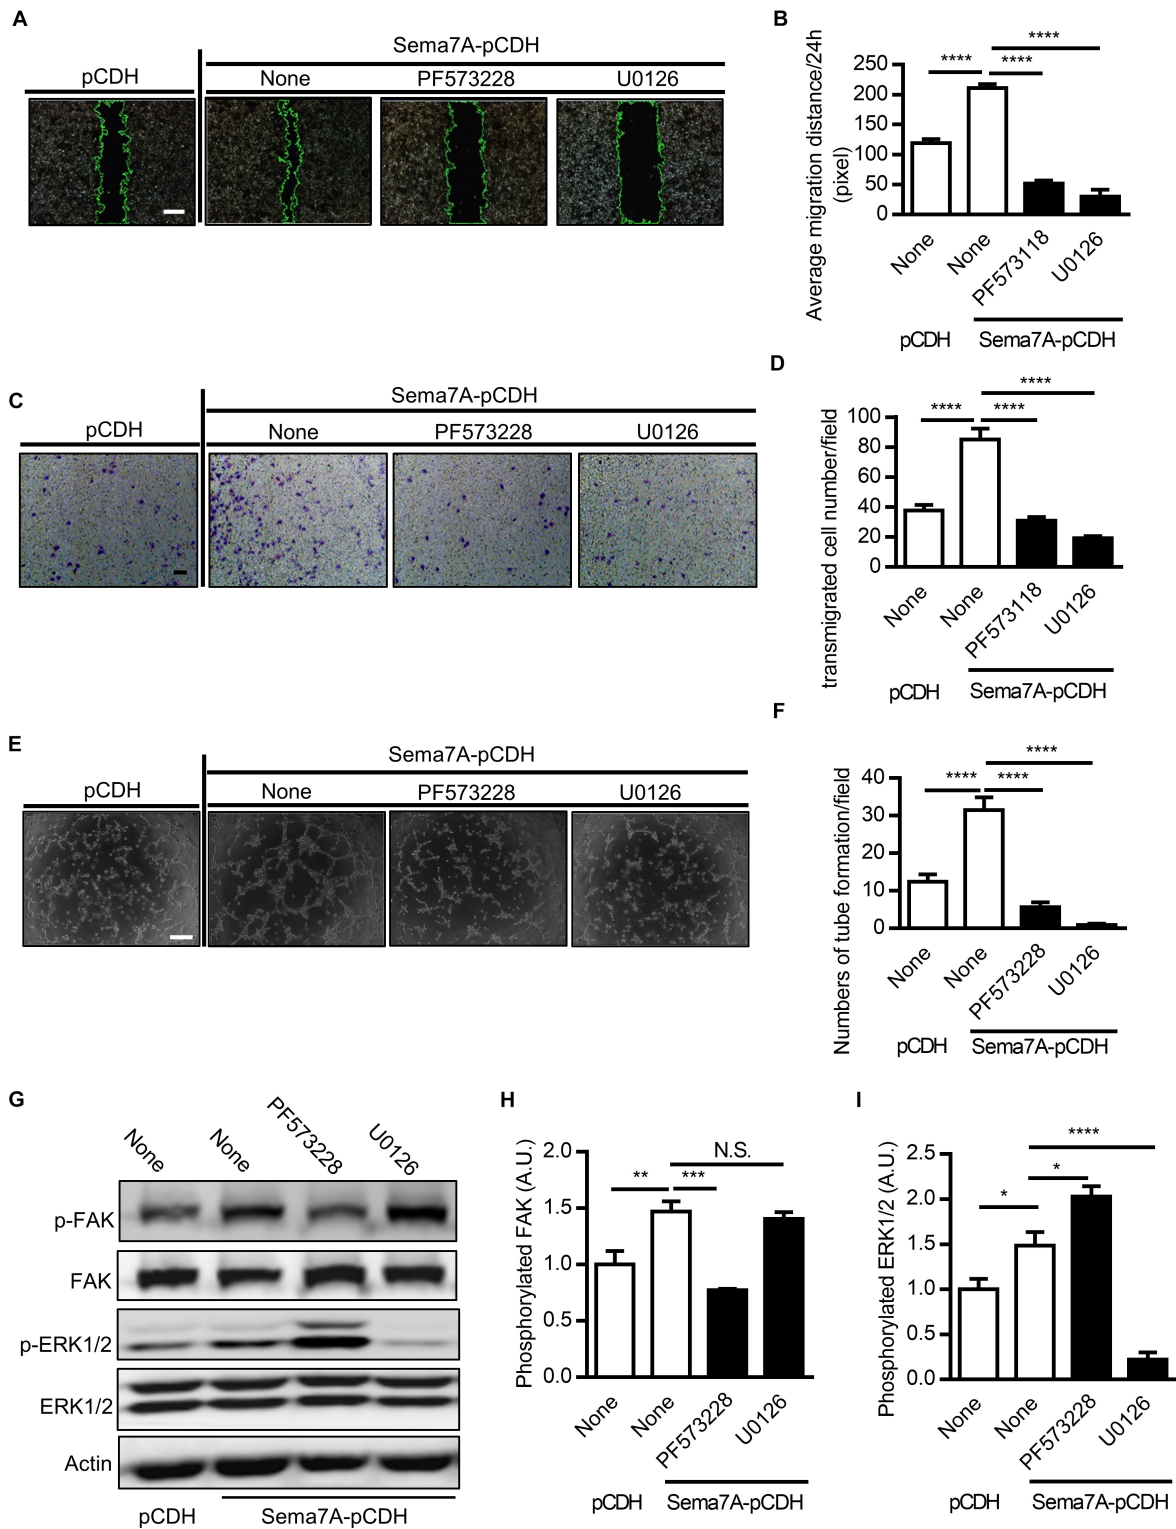 A
Sema7A-pCDH
pCDH
None
PF573228
U0126
B
Average migration distance/24h
(pixel)
250
200
150
100
50
0
****
****
****
None
None
PF573118
U0126
pCDH
Sema7A-pCDH
C
Sema7A-pCDH
pCDH
None
PF573228
U0126
D
transmigrated cell number/field
100
80
60
40
20
0
****
****
****
None
None
PF573118
U0126
pCDH
Sema7A-pCDH
E
Sema7A-pCDH
pCDH
None
PF573228
U0126
F
Numbers of tube formation/field
40
30
20
10
0
****
****
****
None
None
PF573228
U0126
pCDH
Sema7A-pCDH
G
None
None
PF573228
U0126
p-FAK
FAK
p-ERK1/2
ERK1/2
Actin
pCDH
Sema7A-pCDH
H
Phosphorylated FAK (A.U.)
2.0
1.5
1.0
0.5
0.0
N.S.
**
***
None
None
PF573228
U0126
pCDH
Sema7A-pCDH
I
Phosphorylated ERK1/2 (A.U.)
2.5
2.0
1.5
1.0
0.5
0.0
****
*
*
None
None
PF573228
U0126
pCDH
Sema7A-pCDH